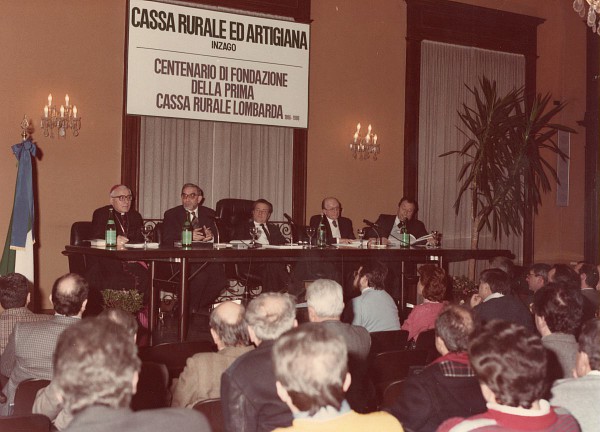 CASSA RURALE ED ARTIGIANA
INZAGO
CENTENARIO DI FONDAZIONE
DELLA PRIMA
CASSA RURALE LOMBARDA